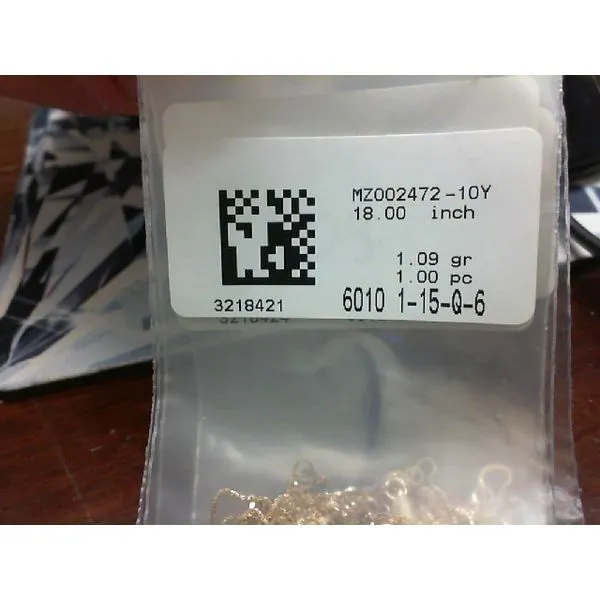 MZ002472-10Y
18.00 inch
1.09 gr
1.00 pc
3218421
6010 1-15-Q-6